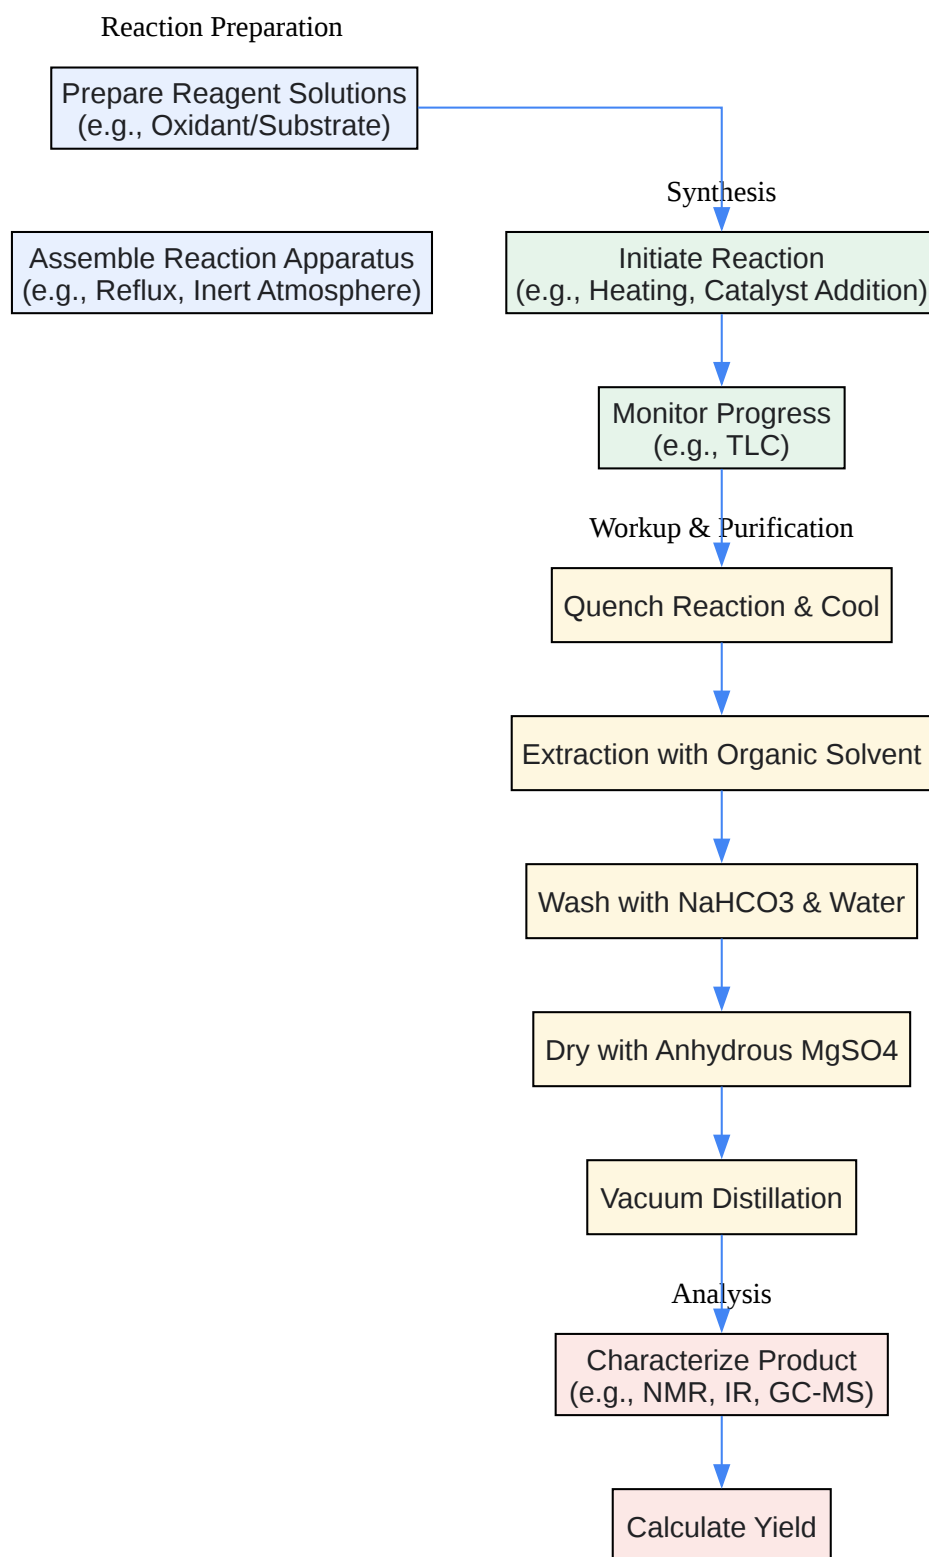 Reaction Preparation
Prepare Reagent Solutions
(e.g., Oxidant/Substrate)
Synthesis
Assemble Reaction Apparatus
(e.g., Reflux, Inert Atmosphere)
Initiate Reaction
(e.g., Heating, Catalyst Addition)
Monitor Progress
(e.g., TLC)
Workup & Purification
Quench Reaction & Cool
Extraction with Organic Solvent
Wash with NaHCO3 & Water
Dry with Anhydrous MgSO4
Vacuum Distillation
Analysis
Characterize Product
(e.g., NMR, IR, GC-MS)
Calculate Yield